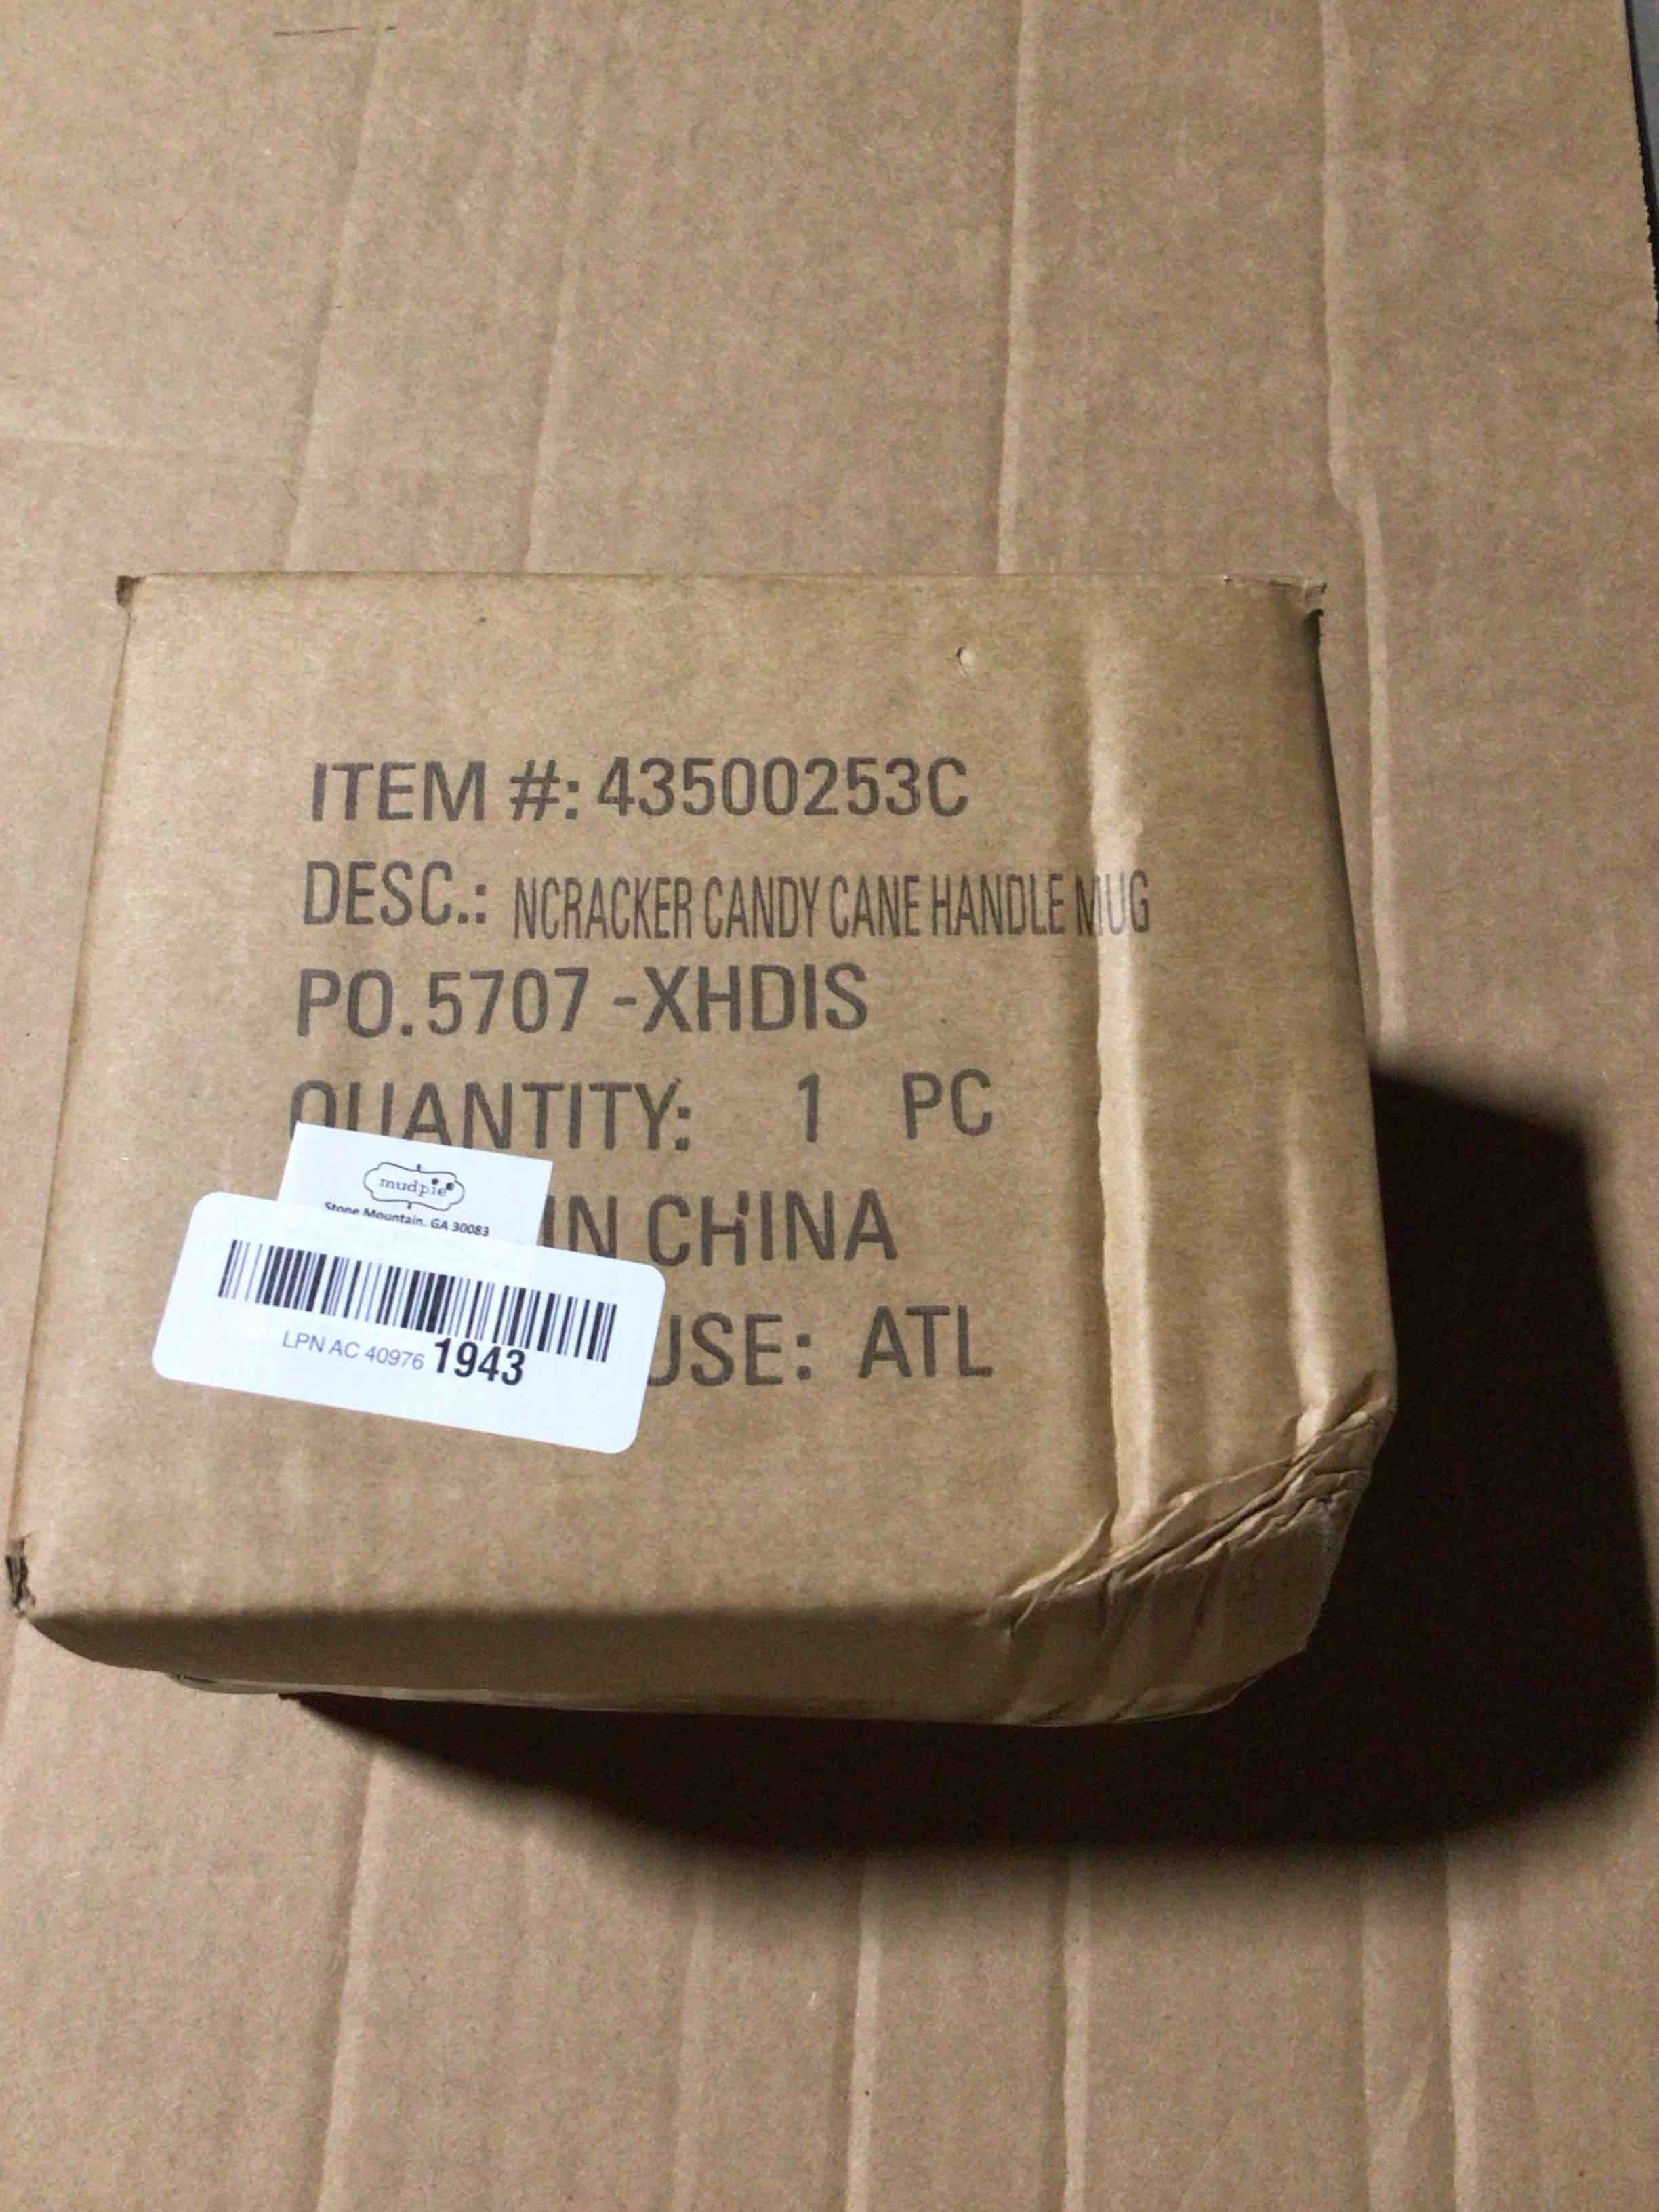 ITEM #: 43500253C
DESC.: NCRACKER CANDY CANE HANDLE MUG
PO.5707 -XHDIS
QUANTITY: 1 PC
mudpie
Stone Mountain, GA 30083
IN CHINA
LPN AC 40976 1943
USE: ATL